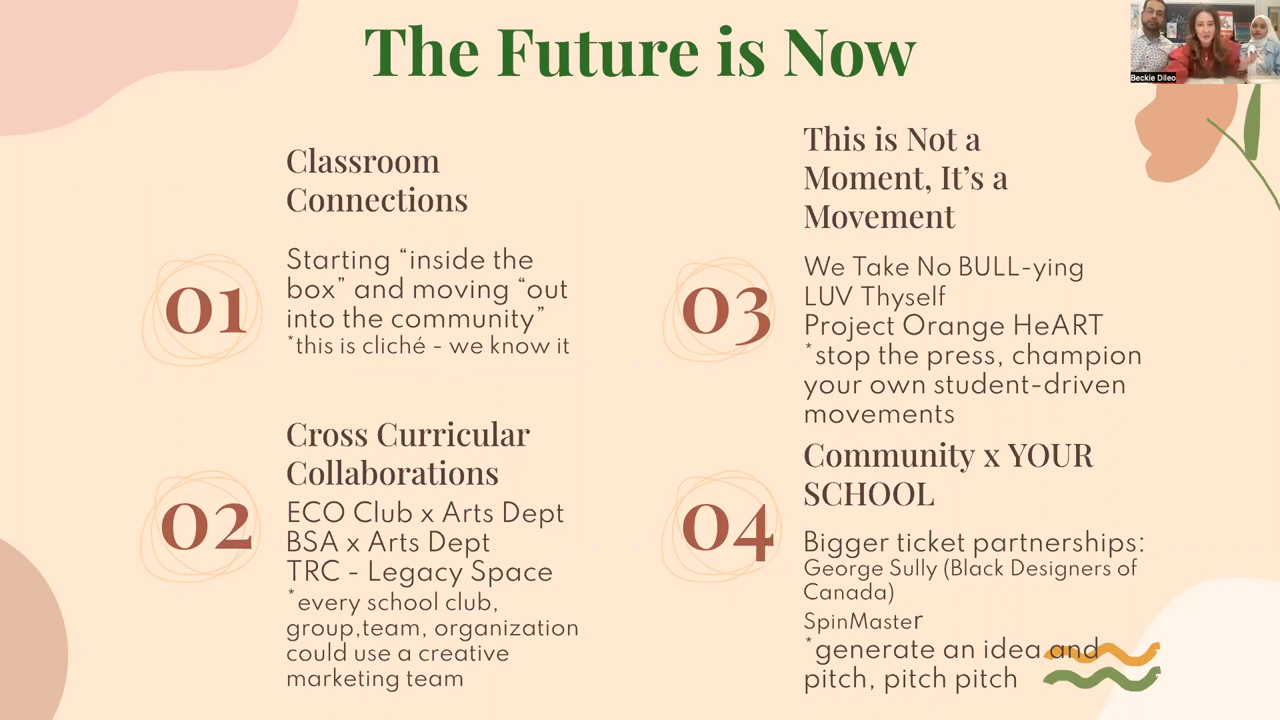 The Future is Now
Beckie Dileo
01
Classroom
Connections
Starting “inside the
box” and moving “out
into the community”
*this is cliché - we know it
02
Cross Curricular
Collaborations
ECO Club x Arts Dept
BSA x Arts Dept
TRC - Legacy Space
*every school club,
group,team, organization
could use a creative
marketing team
03
This is Not a
Moment, It’s a
Movement
We Take No BULL-ying
LUV Thyself
Project Orange HeART
*stop the press, champion
your own student-driven
movements
04
Community x YOUR
SCHOOL
Bigger ticket partnerships:
George Sully (Black Designers of
Canada)
SpinMaster
*generate an idea and
pitch, pitch pitch